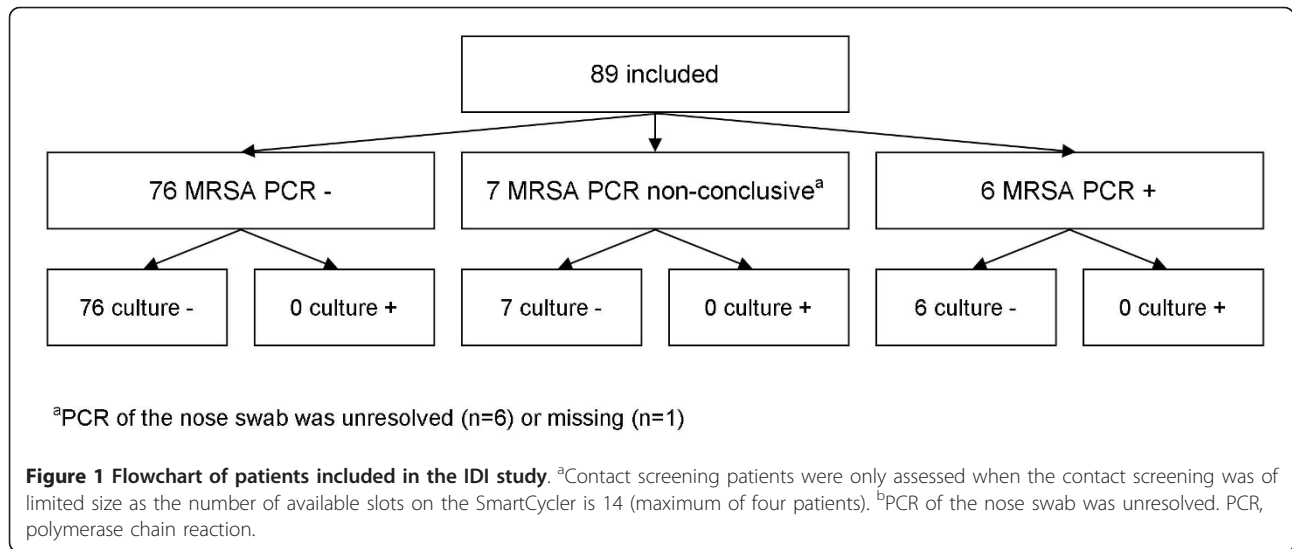 89 included
76 MRSA PCR -
7 MRSA PCR non-conclusiveᵃ
6 MRSA PCR +
76 culture -
0 culture +
7 culture -
0 culture +
6 culture -
0 culture +
ᵃPCR of the nose swab was unresolved (n=6) or missing (n=1)
Figure 1 Flowchart of patients included in the IDI study. ᵃContact screening patients were only assessed when the contact screening was of
limited size as the number of available slots on the SmartCycler is 14 (maximum of four patients). ᵇPCR of the nose swab was unresolved. PCR,
polymerase chain reaction.